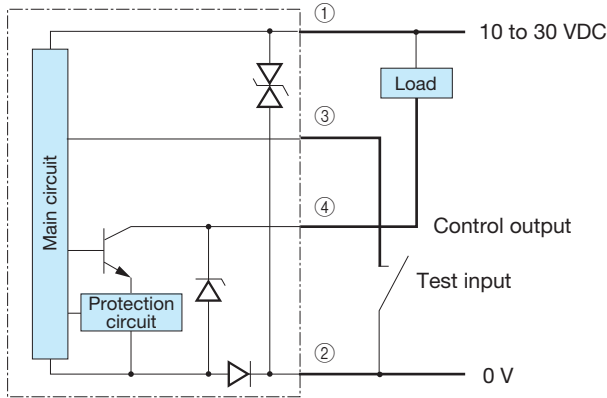 ①
10 to 30 VDC
Load
③
Main circuit
④
Control output
Test input
Protection
circuit
②
0 V